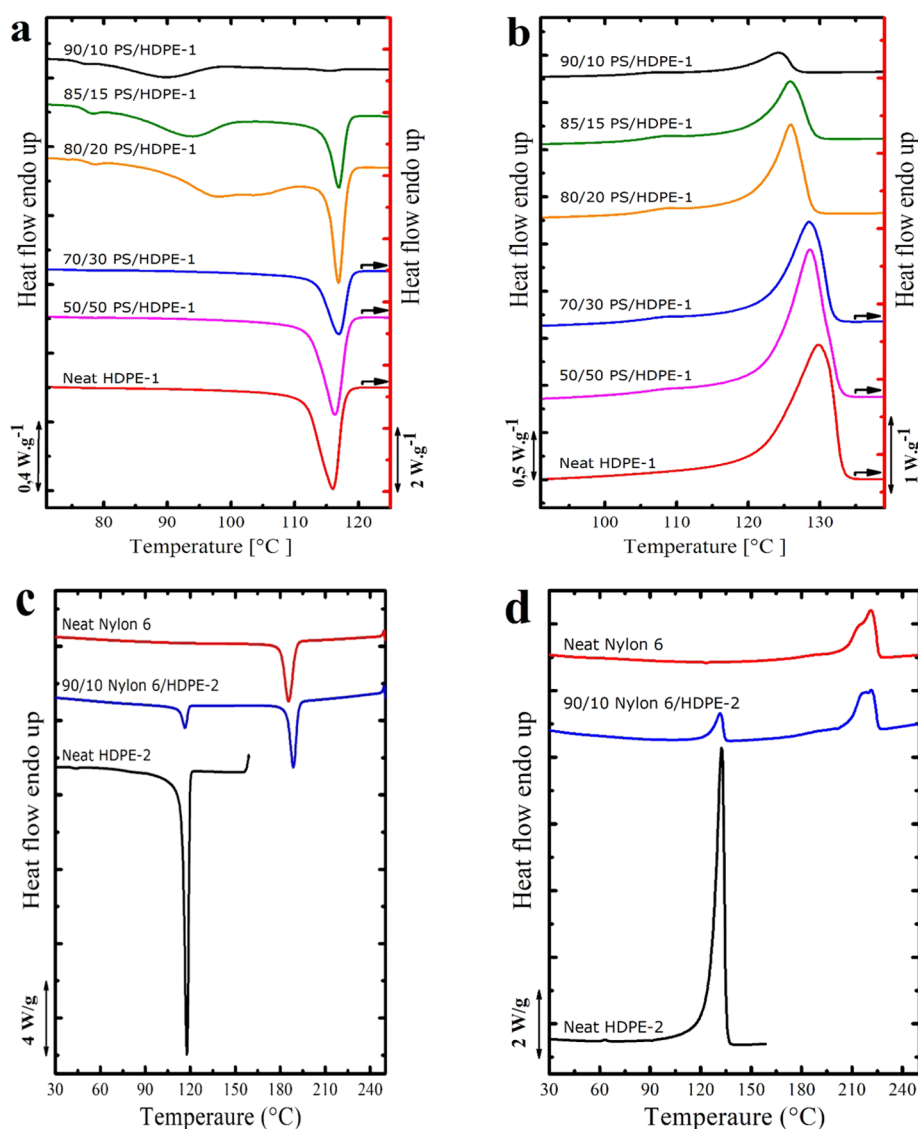 a
90/10 PS/HDPE-1
85/15 PS/HDPE-1
80/20 PS/HDPE-1
70/30 PS/HDPE-1
50/50 PS/HDPE-1
Neat HDPE-1
Heat flow endo up
Heat flow endo up
0,4 W.g-1
2 W.g-1
80 90 100 110 120
Temperature [°C ]
b
90/10 PS/HDPE-1
85/15 PS/HDPE-1
80/20 PS/HDPE-1
70/30 PS/HDPE-1
50/50 PS/HDPE-1
Neat HDPE-1
Heat flow endo up
Heat flow endo up
0,5 W.g-1
1 W.g-1
100 110 120 130
Temperature [°C ]
c
Neat Nylon 6
90/10 Nylon 6/HDPE-2
Neat HDPE-2
Heat flow endo up
4 W/g
30 60 90 120 150 180 210 240
Temperaure (°C)
d
Neat Nylon 6
90/10 Nylon 6/HDPE-2
Neat HDPE-2
Heat flow endo up
2 W/g
30 60 90 120 150 180 210 240
Temperaure (°C)